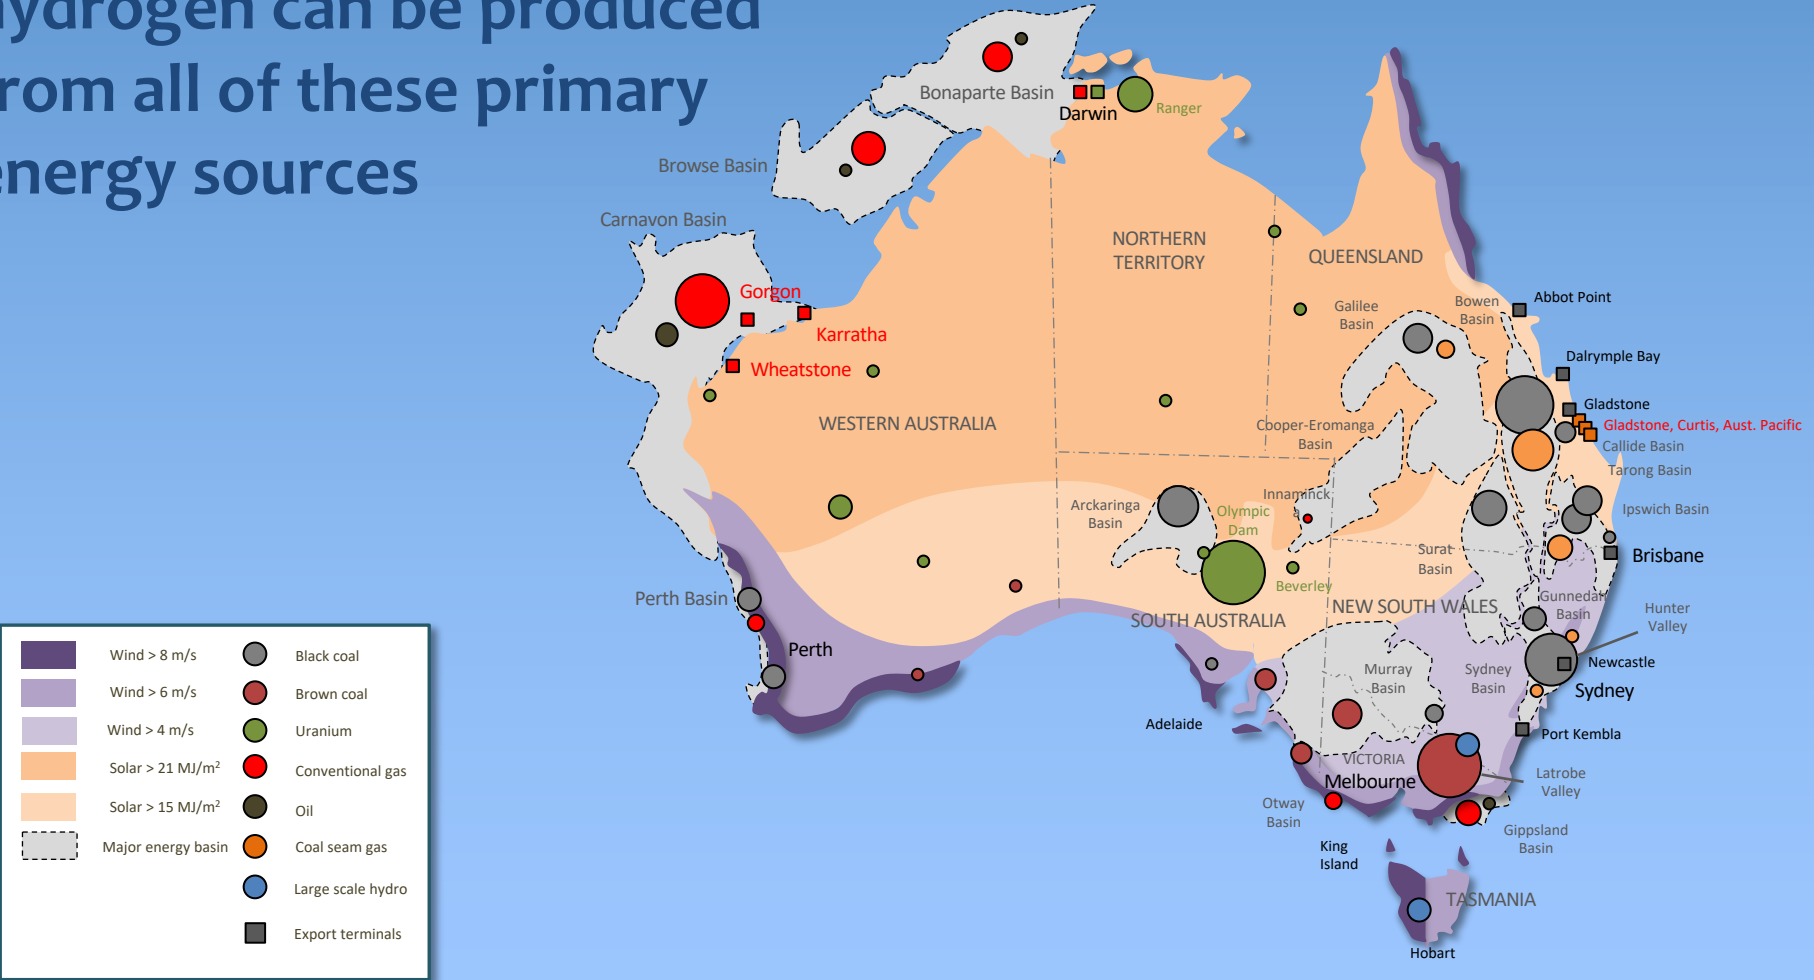 hydrogen can be produced
from all of these primary
energy sources
Bonaparte Basin
Darwin
Ranger
Browse Basin
Carnavon Basin
NORTHERN
TERRITORY
QUEENSLAND
Gorgon
Karratha
Wheatstone
Galilee
Basin
Bowen
Basin
Abbot Point
Dalrymple Bay
Gladstone
Gladstone, Curtis, Aust. Pacific
Callide Basin
Tarong Basin
WESTERN AUSTRALIA
Cooper-Eromanga
Basin
Arckaringa
Basin
Olympic
Dam
Innaminck
a
Ipswich Basin
Surat
Basin
Brisbane
Beverley
Perth Basin
SOUTH AUSTRALIA
NEW SOUTH WALES
Gunnedah
Basin
Hunter
Valley
Perth
Murray
Basin
Sydney
Basin
Newcastle
Sydney
Adelaide
Port Kembla
VICTORIA
Melbourne
Latrobe
Valley
Otway
Basin
Gippsland
Basin
King
Island
TASMANIA
Hobart
Wind > 8 m/s
Black coal
Wind > 6 m/s
Brown coal
Wind > 4 m/s
Uranium
Solar > 21 MJ/m²
Conventional gas
Solar > 15 MJ/m²
Oil
Major energy basin
Coal seam gas
Large scale hydro
Export terminals